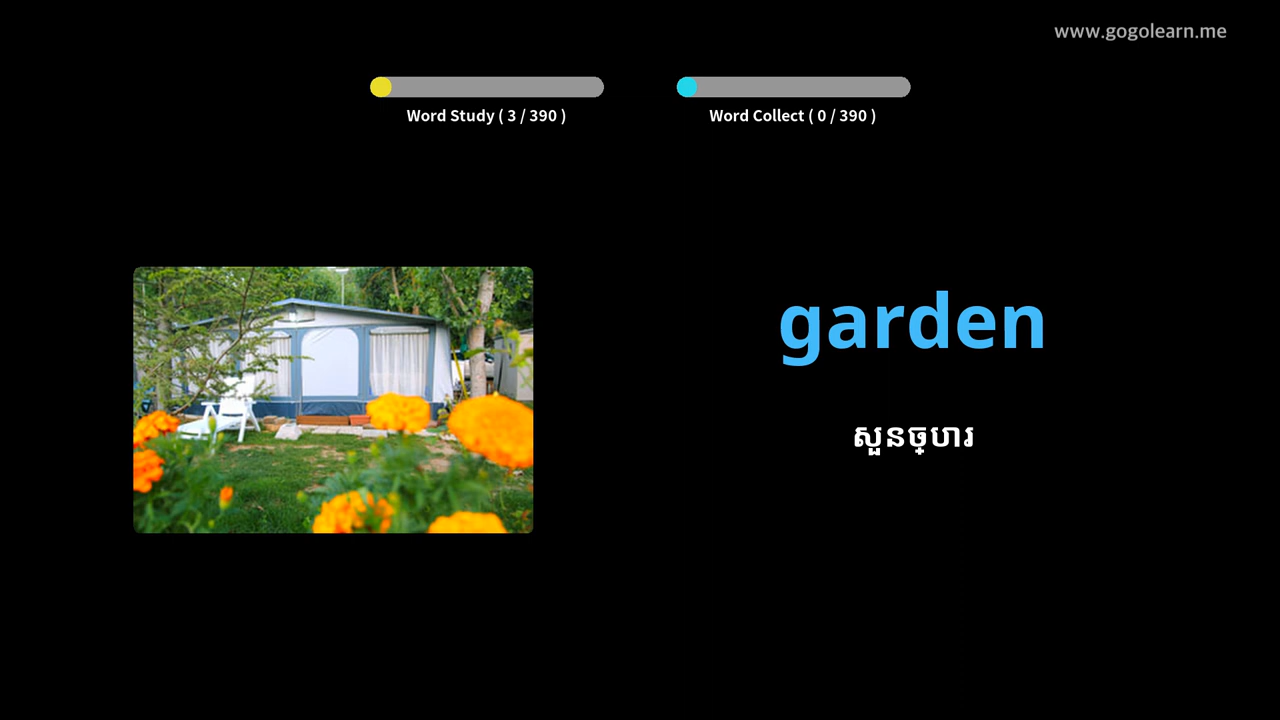 www.gogolearn.me
Word Study ( 3 / 390 )
Word Collect ( 0 / 390 )
garden
សួនច្បារ